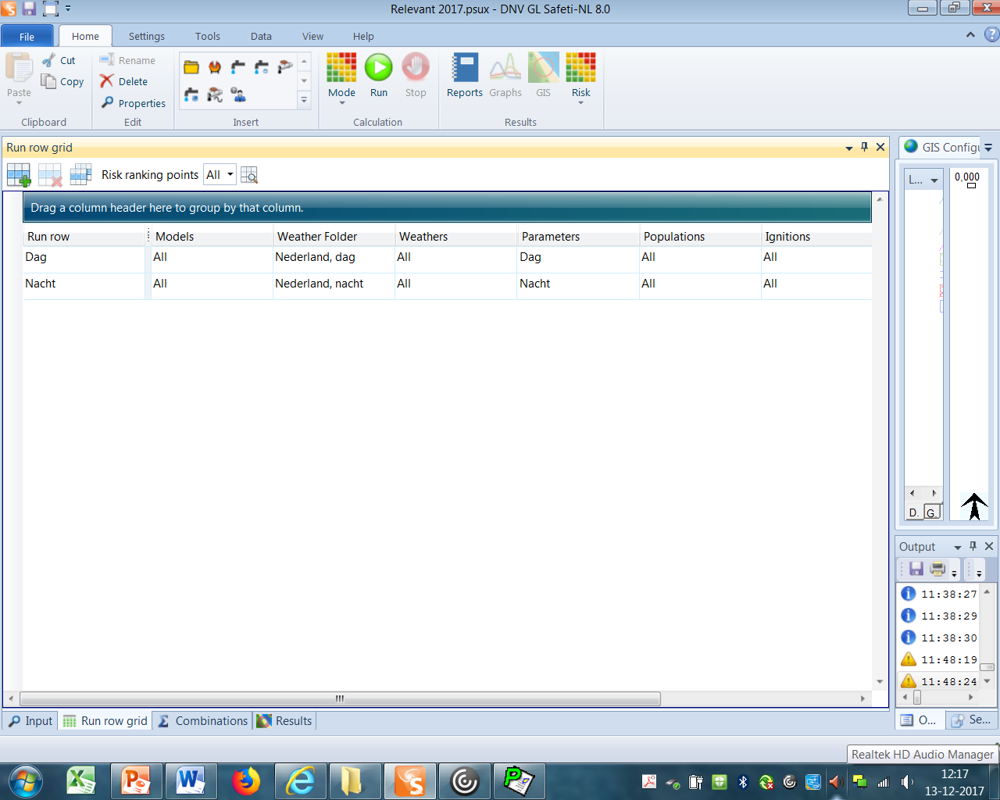 Relevant 2017.psux - DNV GL Safeti-NL 8.0
File Home Settings Tools Data View Help
Paste Cut Copy
Clipboard
Rename Delete Properties
Edit
Insert
Mode Run Stop
Calculation
Reports Graphs GIS Risk
Results
Run row grid
Risk ranking points All
Drag a column header here to group by that column.
Run row Models Weather Folder Weathers Parameters Populations Ignitions
Dag All Nederland, dag All Dag All All
Nacht All Nederland, nacht All Nacht All All
Input Run row grid Combinations Results
GIS Configu
L... 0,000
D. G.
Output
11:38:27
11:38:29
11:38:30
11:48:19
11:48:24
O... Se...
Realtek HD Audio Manager
12:17
13-12-2017